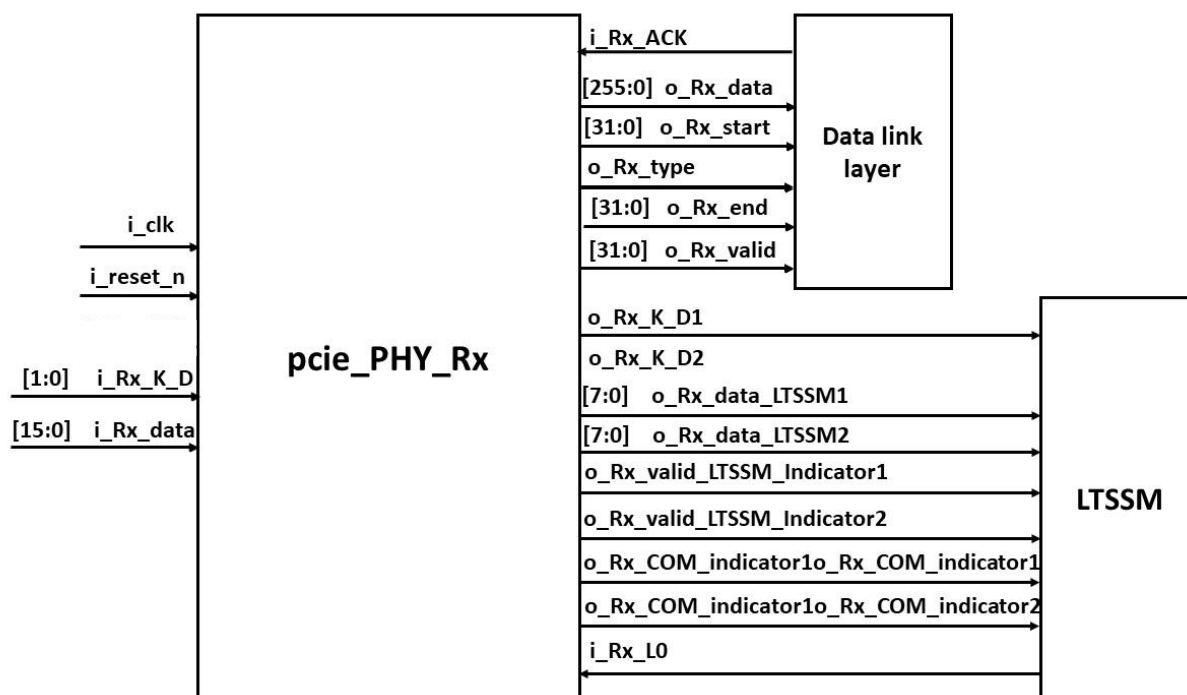 i_Rx_ACK
[255:0] o_Rx_data
[31:0] o_Rx_start
o_Rx_type
[31:0] o_Rx_end
[31:0] o_Rx_valid
Data link
layer
i_clk
i_reset_n
[1:0] i_Rx_K_D
[15:0] i_Rx_data
pcie_PHY_Rx
o_Rx_K_D1
o_Rx_K_D2
[7:0] o_Rx_data_LTSSM1
[7:0] o_Rx_data_LTSSM2
o_Rx_valid_LTSSM_Indicator1
o_Rx_valid_LTSSM_Indicator2
o_Rx_COM_indicator1o_Rx_COM_indicator1
o_Rx_COM_indicator1o_Rx_COM_indicator2
i_Rx_L0
LTSSM